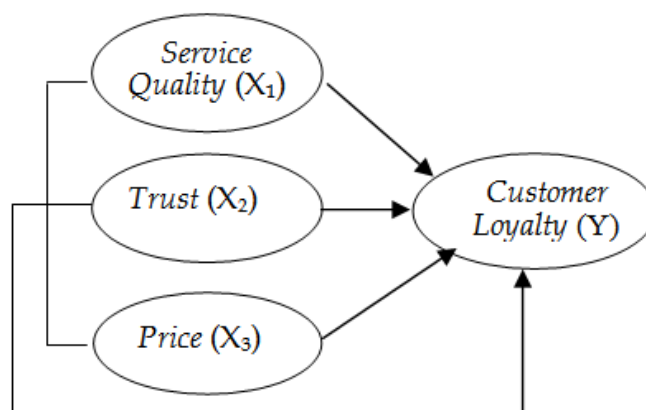 Service
Quality (X₁)
Trust (X₂)
Customer
Loyalty (Y)
Price (X₃)